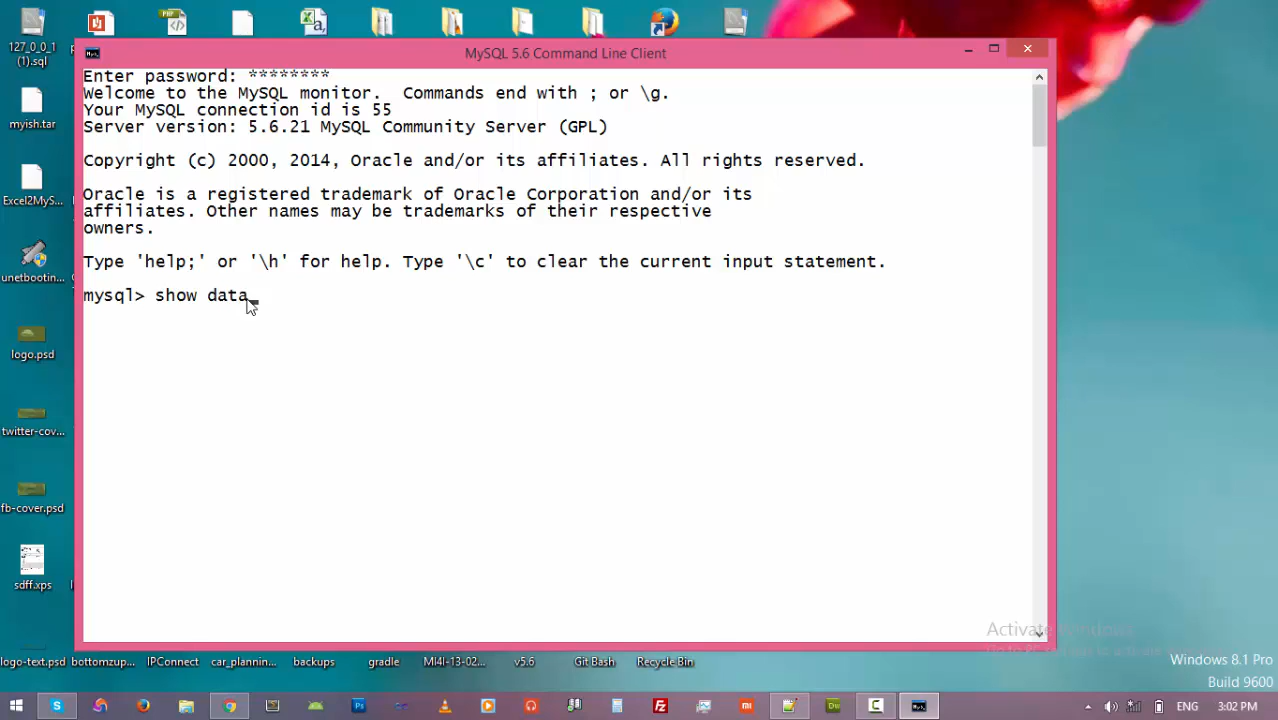 127_0_0_1
(1).sql
MySQL 5.6 Command Line Client
Enter password: ********
Welcome to the MySQL monitor.  Commands end with ; or \g.
Your MySQL connection id is 55
Server version: 5.6.21 MySQL Community Server (GPL)
Copyright (c) 2000, 2014, Oracle and/or its affiliates. All rights reserved.
Oracle is a registered trademark of Oracle Corporation and/or its
affiliates. Other names may be trademarks of their respective
owners.
Type 'help;' or '\h' for help. Type '\c' to clear the current input statement.
mysql> show data_
myish.tar
Excel2MyS...
unetbootin...
logo.psd
twitter-cov...
fb-cover.psd
sdff.xps
logo-text.psd
bottomzup...
IPConnect
car_plannin...
backups
gradle
MI4I-13-02...
v5.6
Git Bash
Recycle Bin
Activate Windows
Windows 8.1 Pro
Build 9600
ENG
3:02 PM